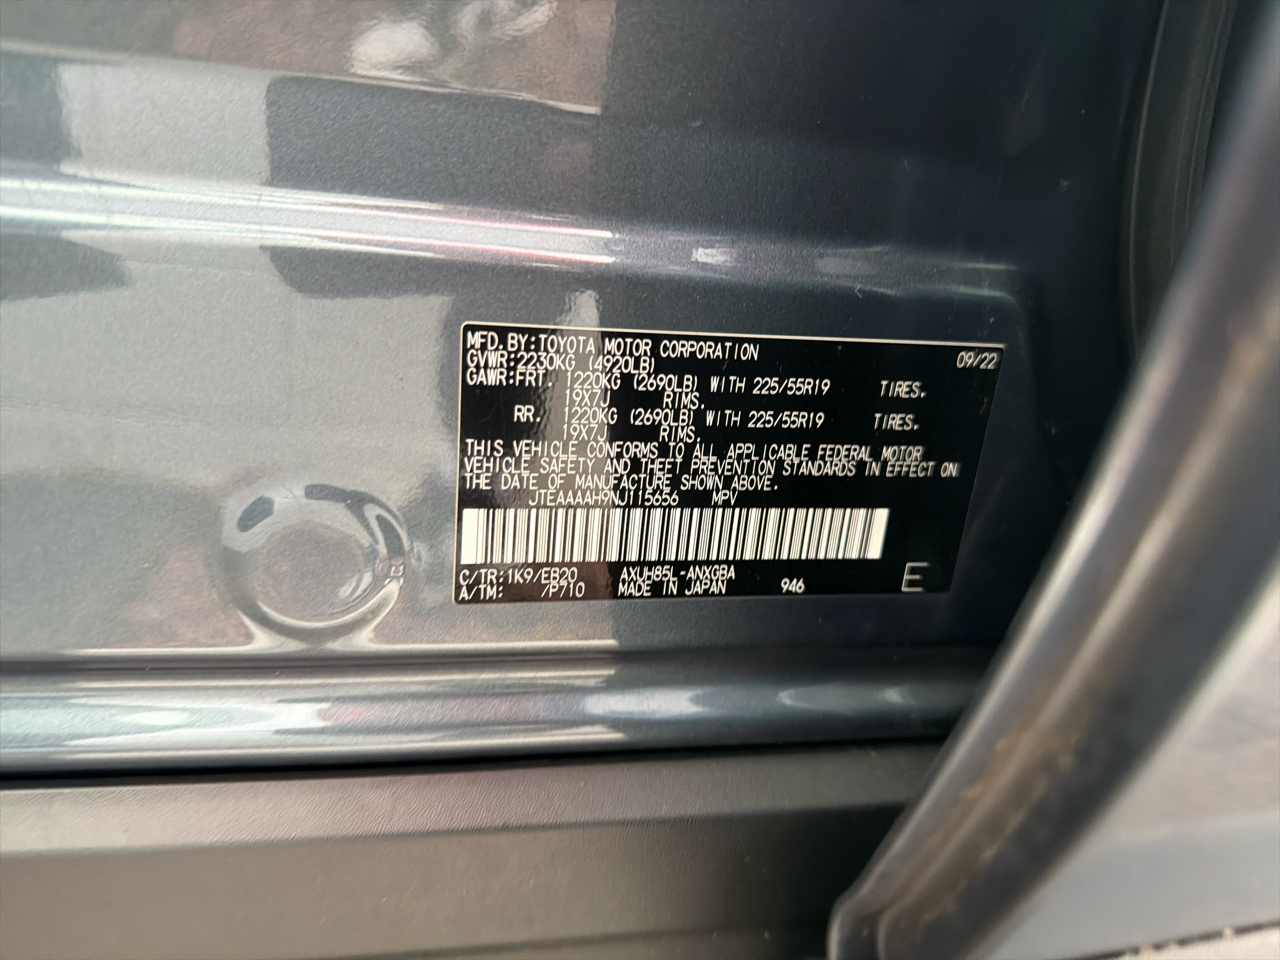 MFD. BY: TOYOTA MOTOR CORPORATION 09/22
GVWR: 2230KG (4920LB)
GAWR: FRT. 1220KG (2690LB) WITH 225/55R19 TIRES.
19X7J RIMS.
RR. 1220KG (2690LB) WITH 225/55R19 TIRES.
19X7J RIMS.
THIS VEHICLE CONFORMS TO ALL APPLICABLE FEDERAL MOTOR
VEHICLE SAFETY AND THEFT PREVENTION STANDARDS IN EFFECT ON
THE DATE OF MANUFACTURE SHOWN ABOVE.
JTEAAAAH9NJ115656 MPV
C/TR: 1K9/EB20 AXUH85L-ANXGBA
A/TM: /P710 MADE IN JAPAN 946 E